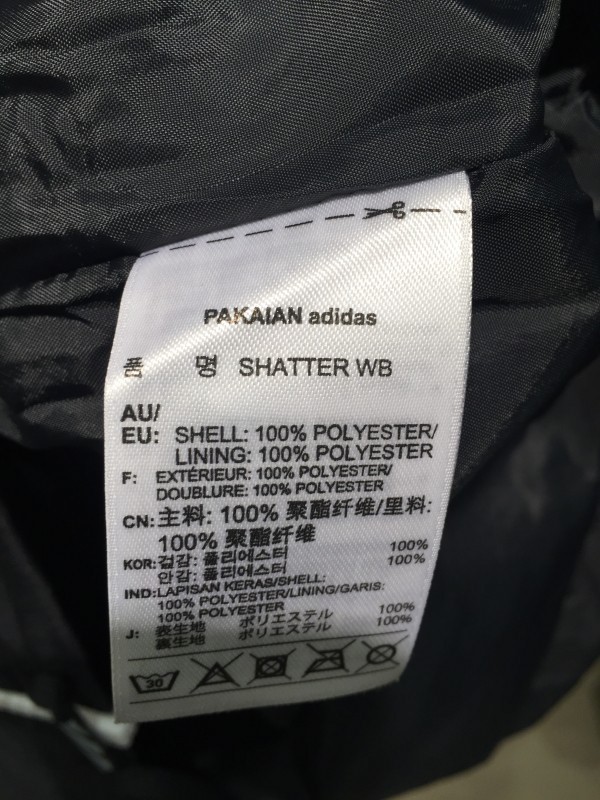 PAKAIAN adidas
품 명 SHATTER WB
AU/
EU: SHELL: 100% POLYESTER/
LINING: 100% POLYESTER
F: EXTÉRIEUR: 100% POLYESTER/
DOUBLURE: 100% POLYESTER
CN: 主料: 100% 聚酯纤维/里料:
100% 聚酯纤维
KOR: 겉감: 폴리에스터 100%
안감: 폴리에스터 100%
IND: LAPISAN KERAS/SHELL:
100% POLYESTER/LINING/GARIS:
100% POLYESTER
J: 表生地 ポリエステル 100%
裏生地 ポリエステル 100%
30